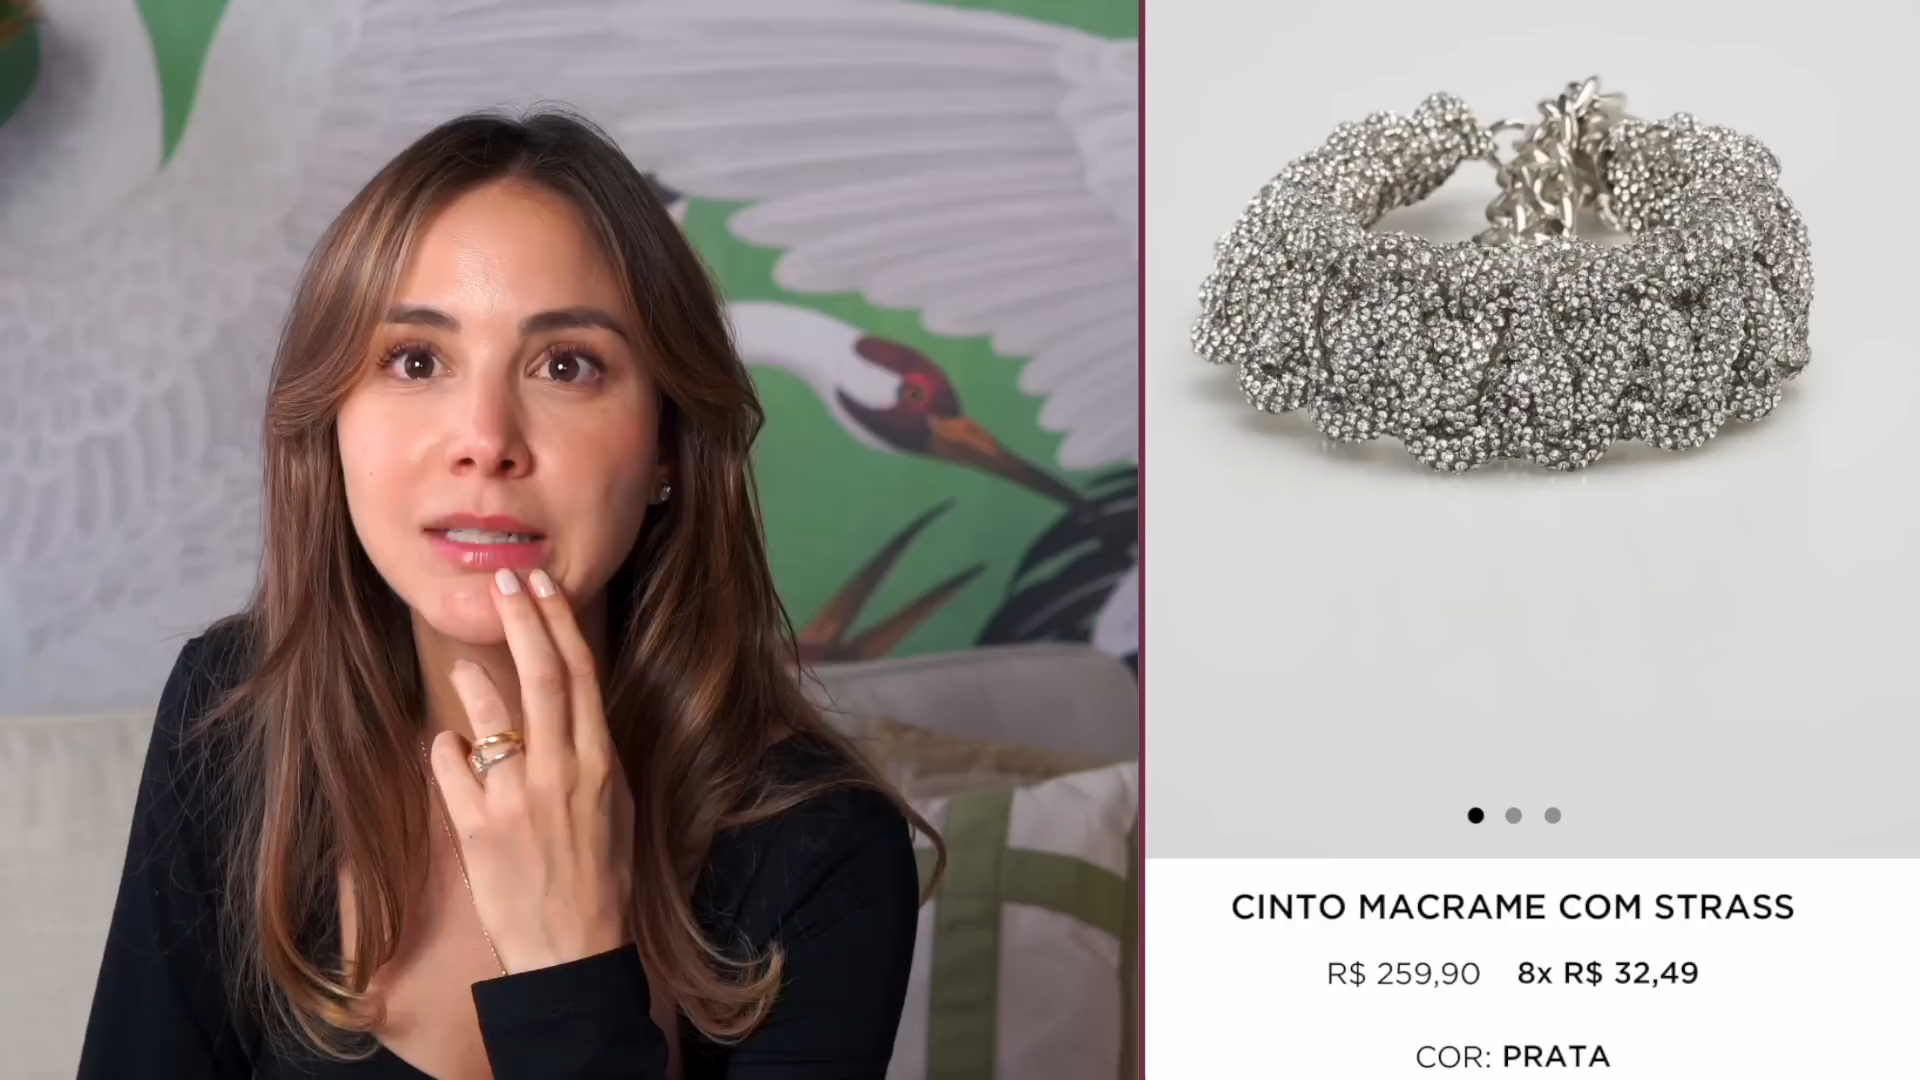 CINTO MACRAME COM STRASS
R$ 259,90 8x R$ 32,49
COR: PRATA